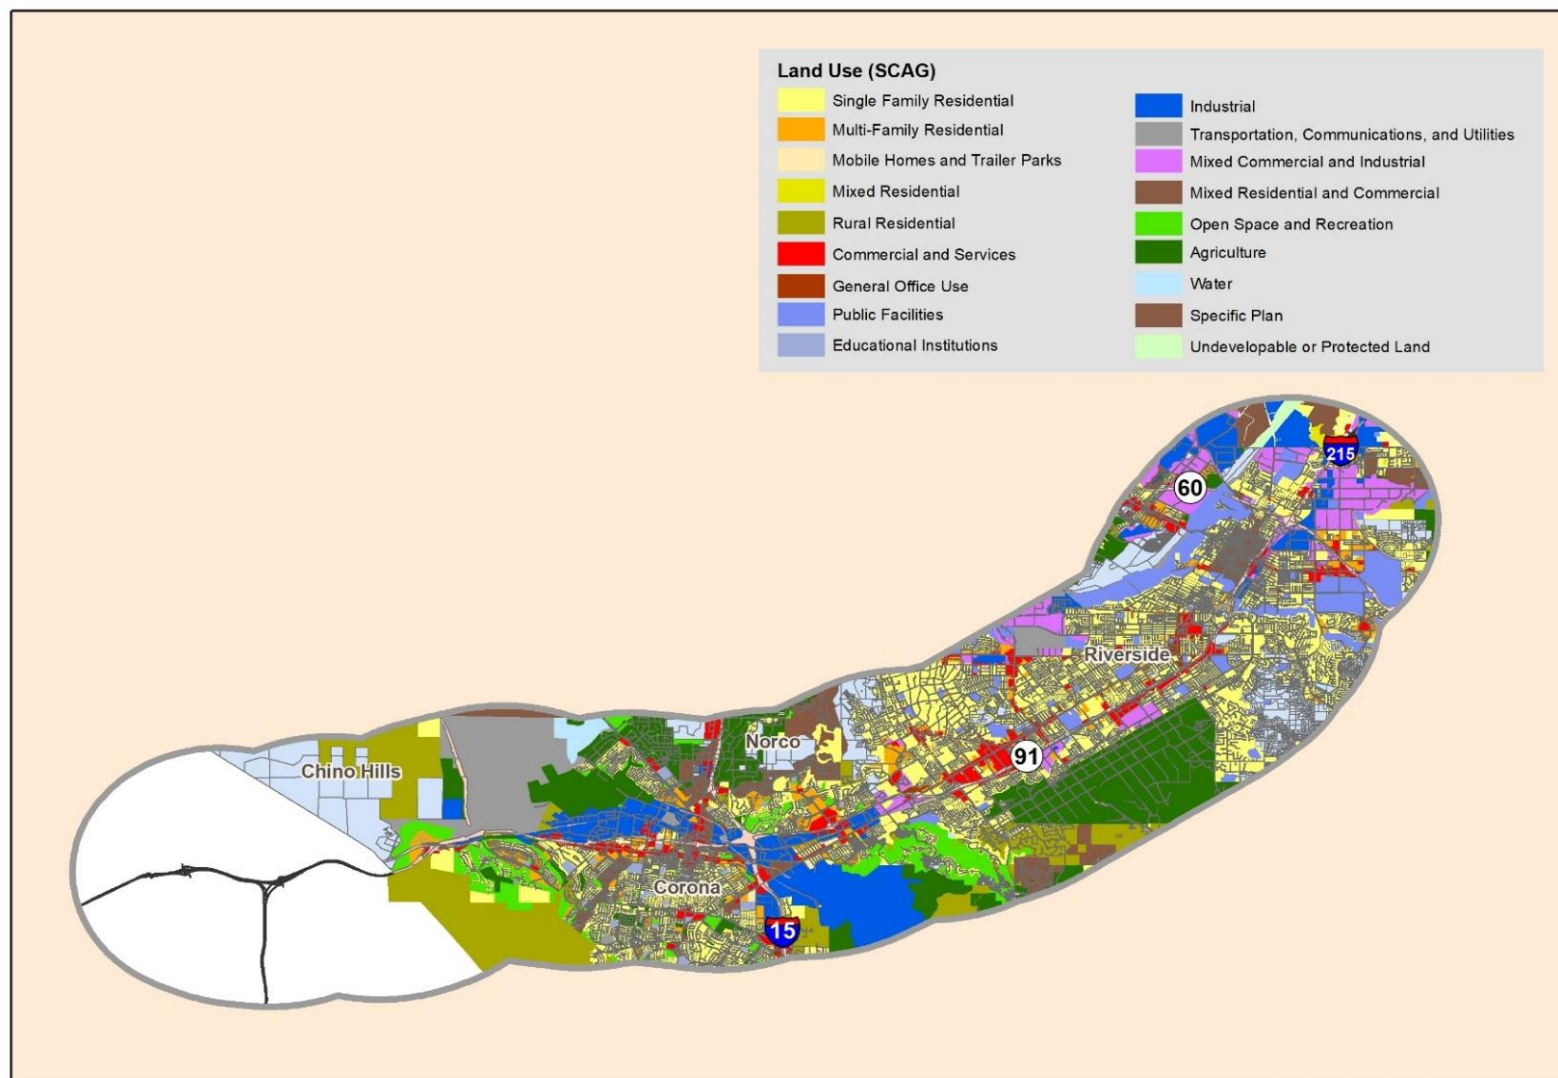 Land Use (SCAG)
Single Family Residential
Multi-Family Residential
Mobile Homes and Trailer Parks
Mixed Residential
Rural Residential
Commercial and Services
General Office Use
Public Facilities
Educational Institutions
Industrial
Transportation, Communications, and Utilities
Mixed Commercial and Industrial
Mixed Residential and Commercial
Open Space and Recreation
Agriculture
Water
Specific Plan
Undevelopable or Protected Land
215
60
Riverside
Norco
91
Chino Hills
Corona
15